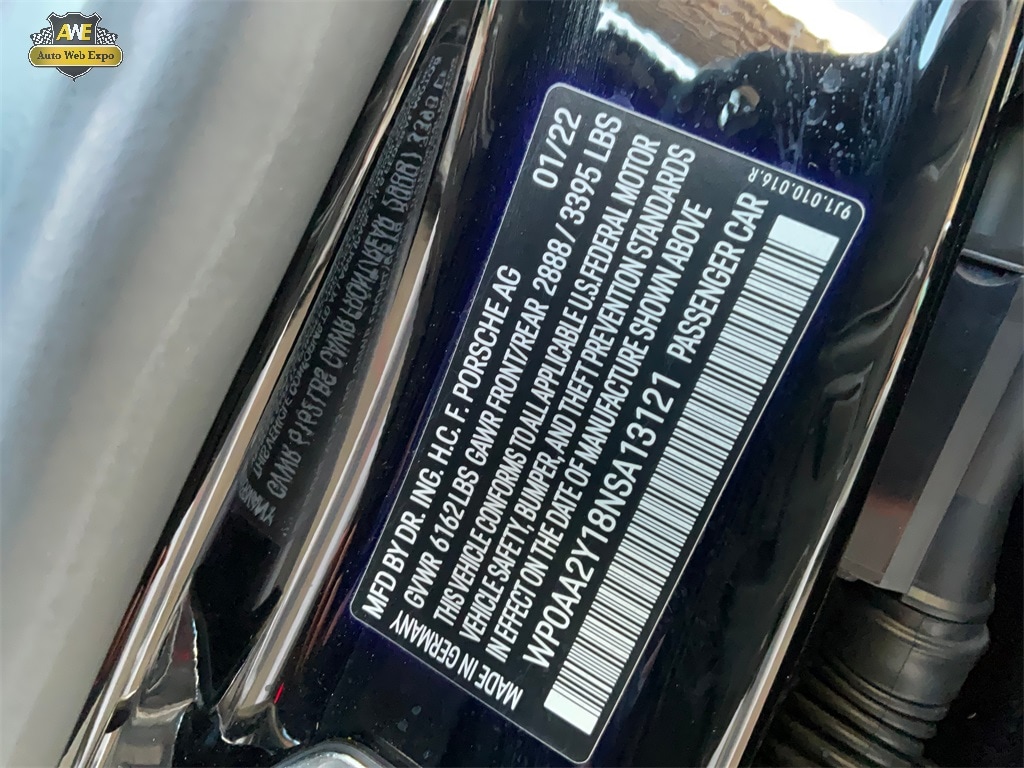 AWE
Auto Web Expo
MFD BY DR. ING. H.C. F. PORSCHE AG 01/22
GVWR 6162LBS GAWR FRONT/REAR 2888 / 3395 LBS
THIS VEHICLE CONFORMS TO ALL APPLICABLE U.S. FEDERAL MOTOR
VEHICLE SAFETY, BUMPER, AND THEFT PREVENTION STANDARDS
IN EFFECT ON THE DATE OF MANUFACTURE SHOWN ABOVE
WP0AA2Y18NSA13121 PASSENGER CAR
MADE IN GERMANY
9J1.010.016.R